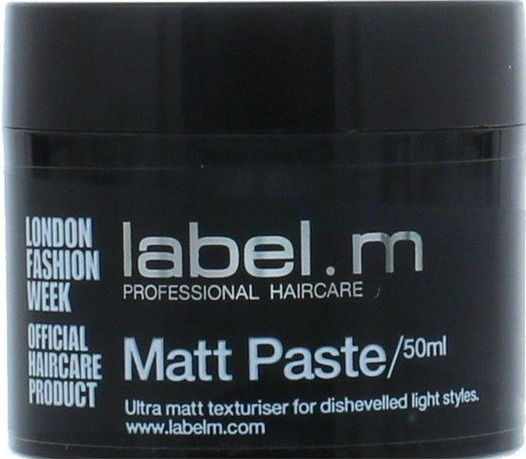 LONDON
FASHION
WEEK
OFFICIAL
HAIRCARE
PRODUCT
label.m
PROFESSIONAL HAIRCARE
Matt Paste/50ml
Ultra matt texturiser for dishevelled light styles.
www.labelm.com